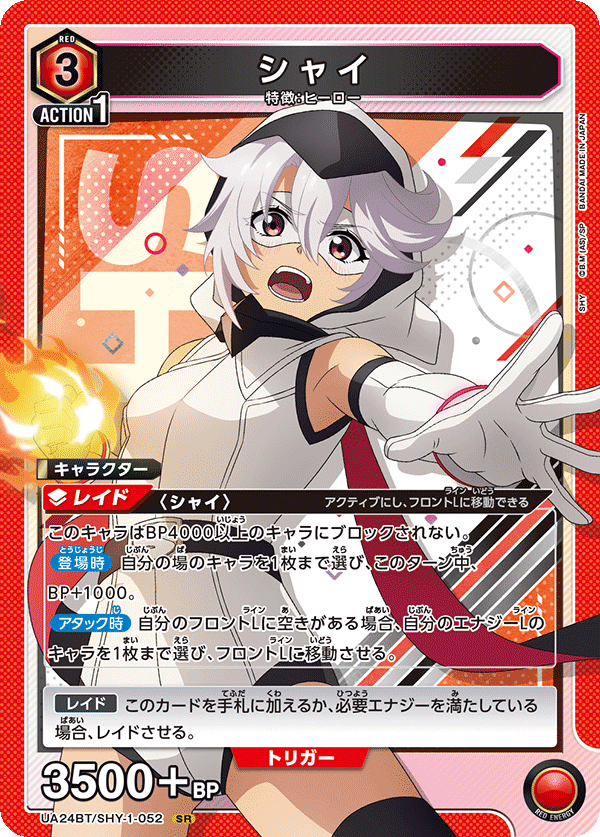 RED
3
ACTION1
シャイ
特徴:ヒーロー
SH
SHY ©B.M (AS)/SP BANDAI MADE IN JAPAN
キャラクター
レイド 〈シャイ〉 アクティブにし、フロントLに移動できる
このキャラはBP4000以上のキャラにブロックされない。
登場時 自分の場のキャラを1枚まで選び、このターン中、
BP+1000。
アタック時 自分のフロントLに空きがある場合、自分のエナジーLの
キャラを1枚まで選び、フロントLに移動させる。
レイド このカードを手札に加えるか、必要エナジーを満たしている
場合、レイドさせる。
トリガー
3500+BP
UA24BT/SHY-1-052 SR
RED ENERGY